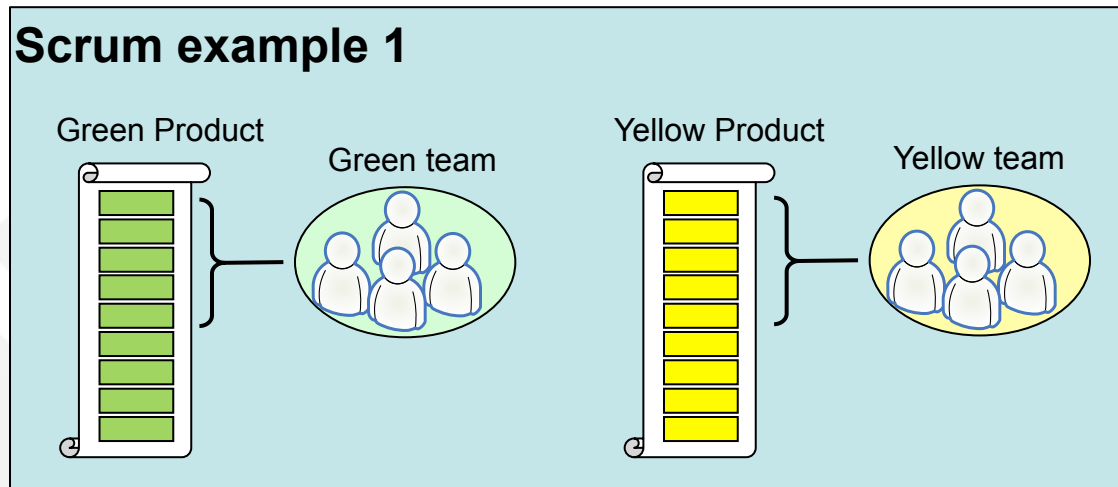 Scrum example 1
Green Product
Green team
Yellow Product
Yellow team